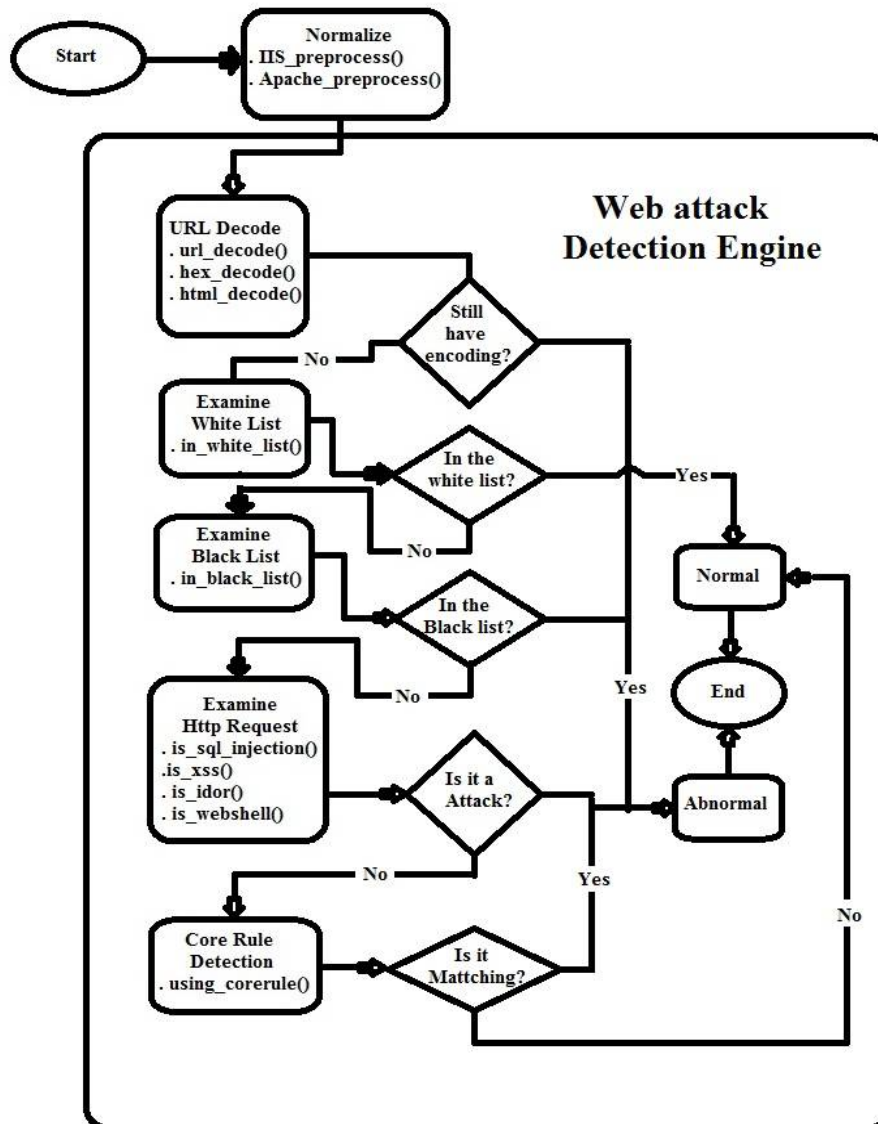 Start
Normalize
. IIS_preprocess()
. Apache_preprocess()
Web attack
Detection Engine
URL Decode
. url_decode()
. hex_decode()
. html_decode()
Still
have
encoding?
No
Examine
White List
. in_white_list()
In the
white list?
Yes
No
Examine
Black List
. in_black_list()
In the
Black list?
No
Normal
End
Yes
Examine
Http Request
. is_sql_injection()
.is_xss()
. is_idor()
. is_webshell()
Is it a
Attack?
Abnormal
No
Yes
Core Rule
Detection
. using_corerule()
Is it
Mattching?
No